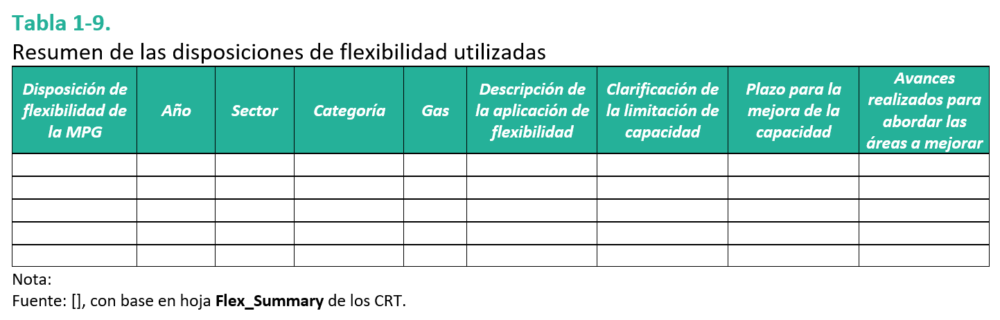 Tabla 1-9.
Resumen de las disposiciones de flexibilidad utilizadas
Disposición de
flexibilidad de
la MPG
Año
Sector
Categoría
Gas
Descripción de
la aplicación de
flexibilidad
Clarificación de
la limitación de
capacidad
Plazo para la
mejora de la
capacidad
Avances
realizados para
abordar las
áreas a mejorar
Nota:
Fuente: [], con base en hoja Flex_Summary de los CRT.